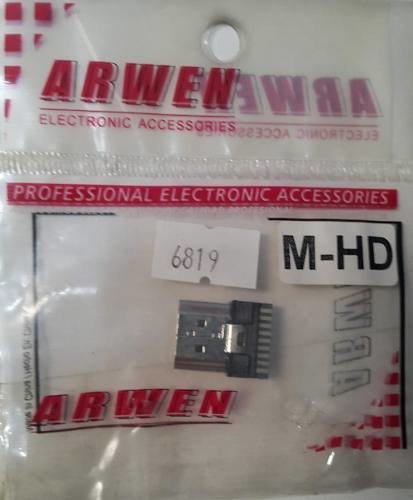 ARWEN
ELECTRONIC ACCESSORIES
PROFESSIONAL ELECTRONIC ACCESSORIES
6819
M-HD
ARWEN